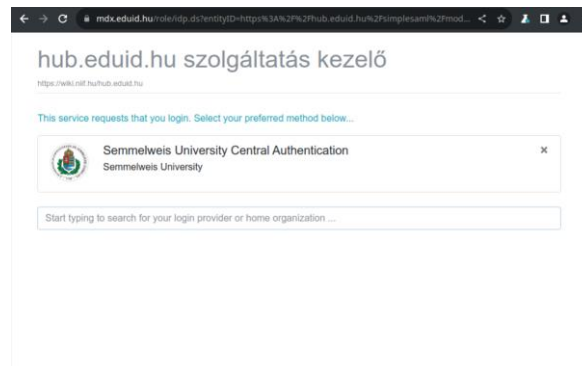 mdx.eduid.hu/role/idp.ds?entityID=https%3A%2F%2Fhub.eduid.hu%2Fsimplesaml%2Fmod...
hub.eduid.hu szolgáltatás kezelő
https://wiki.niif.hu/hub.eduid.hu
This service requests that you login. Select your preferred method below...
Semmelweis University Central Authentication
×
Semmelweis University
Start typing to search for your login provider or home organization ...